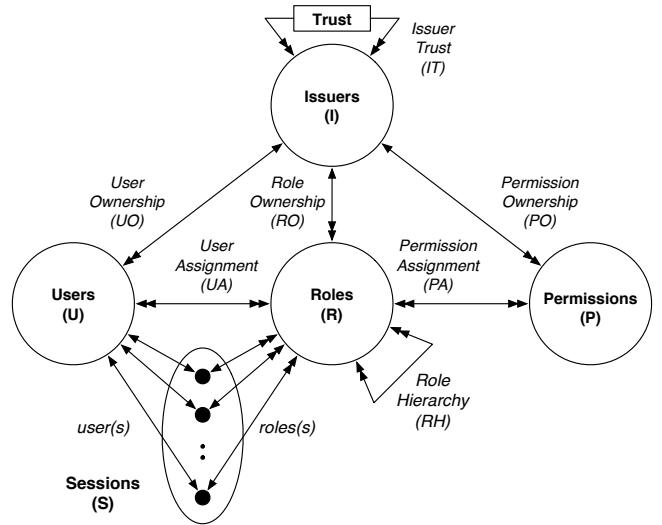 Trust
Issuer
Trust
(IT)
Issuers
(I)
User
Ownership
(UO)
Role
Ownership
(RO)
Permission
Ownership
(PO)
User
Assignment
(UA)
Permission
Assignment
(PA)
Users
(U)
Roles
(R)
Permissions
(P)
Role
Hierarchy
(RH)
user(s)
roles(s)
Sessions
(S)